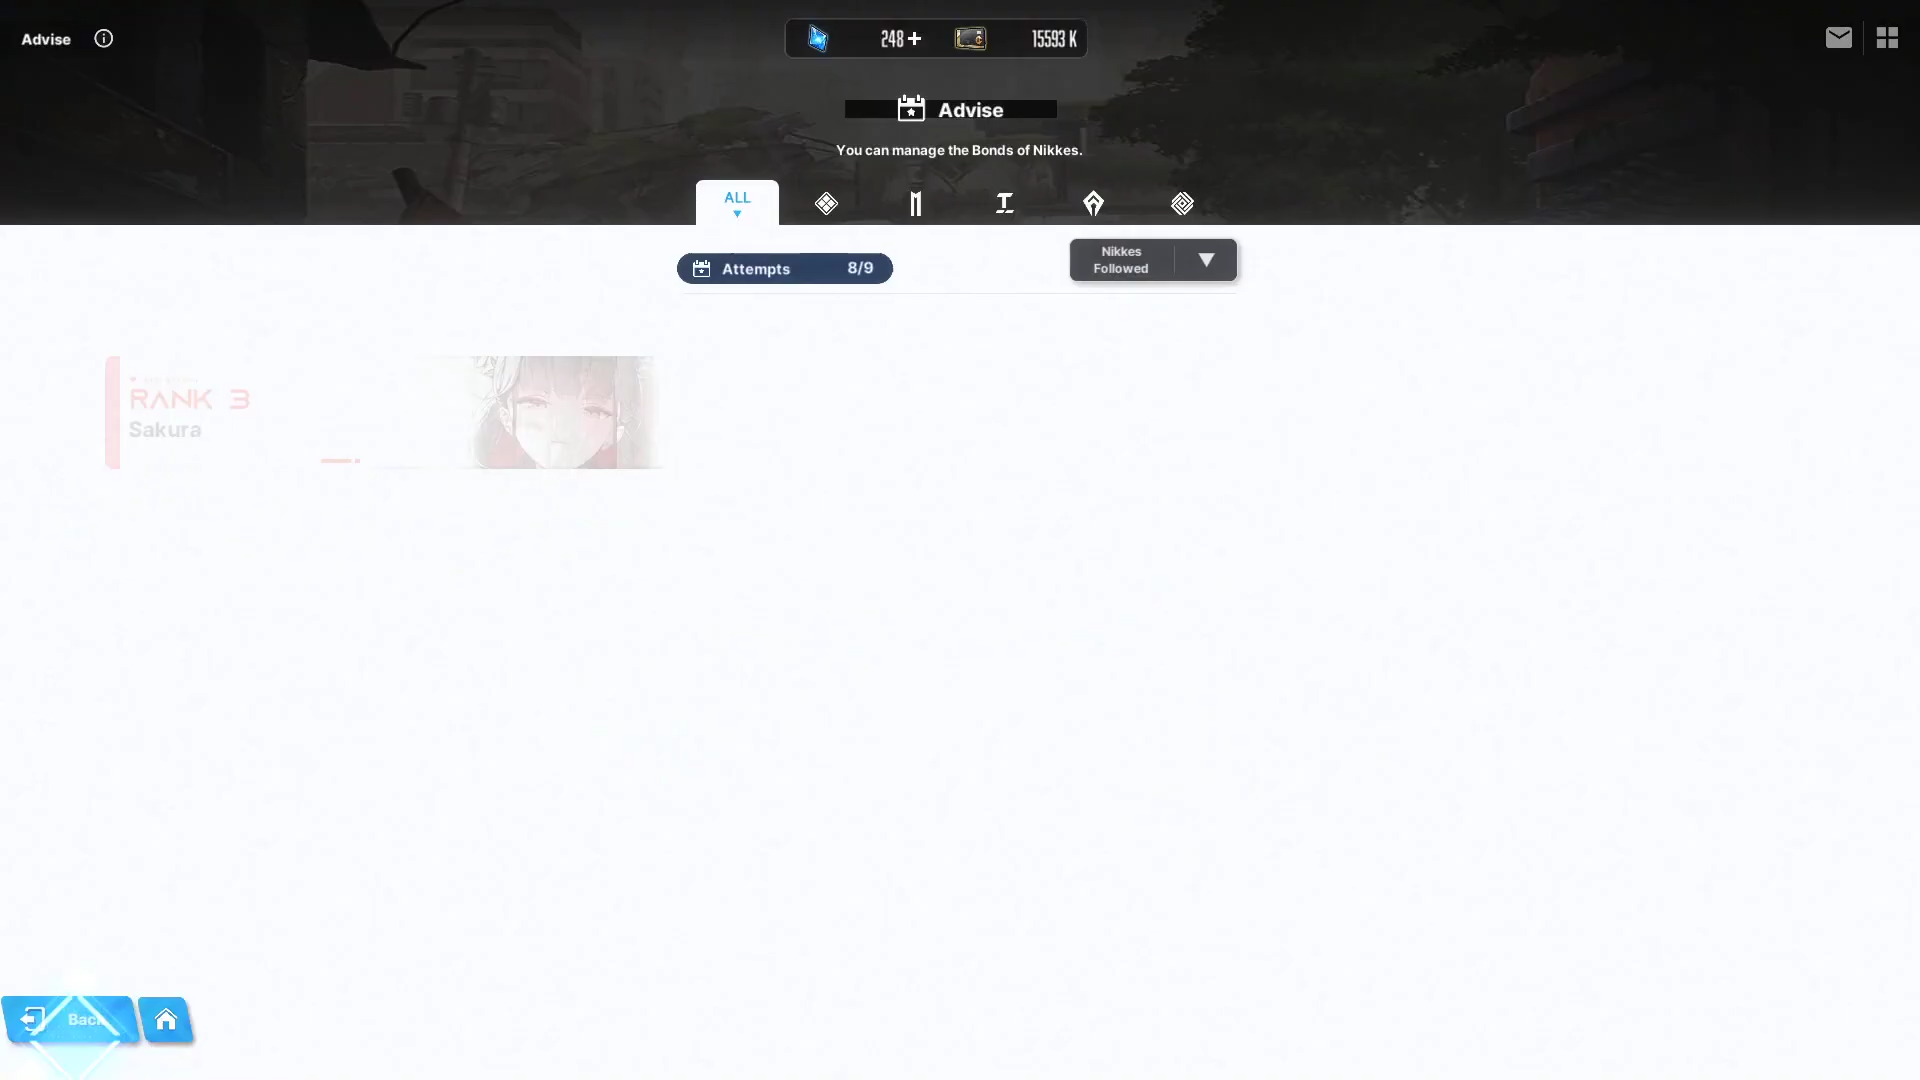 Advise
248
15593 K
Advise
You can manage the Bonds of Nikkes.
ALL
Attempts 8/9
Nikkes
Followed
RANK 3
Sakura
Back